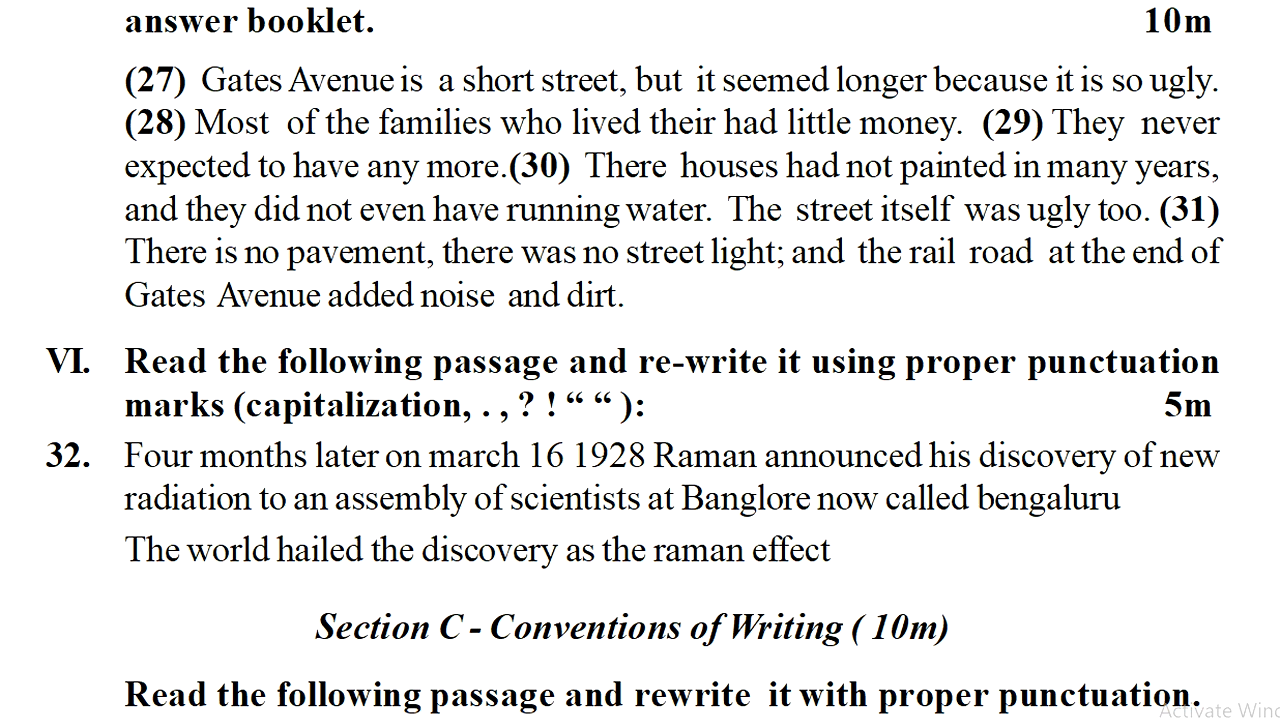 answer booklet. 10m
(27) Gates Avenue is a short street, but it seemed longer because it is so ugly.
(28) Most of the families who lived their had little money. (29) They never
expected to have any more.(30) There houses had not painted in many years,
and they did not even have running water. The street itself was ugly too. (31)
There is no pavement, there was no street light; and the rail road at the end of
Gates Avenue added noise and dirt.
VI. Read the following passage and re-write it using proper punctuation
marks (capitalization, . , ? ! “ “ ): 5m
32. Four months later on march 16 1928 Raman announced his discovery of new
radiation to an assembly of scientists at Banglore now called bengaluru
The world hailed the discovery as the raman effect
Section C - Conventions of Writing ( 10m)
Read the following passage and rewrite it with proper punctuation.
Activate Wind